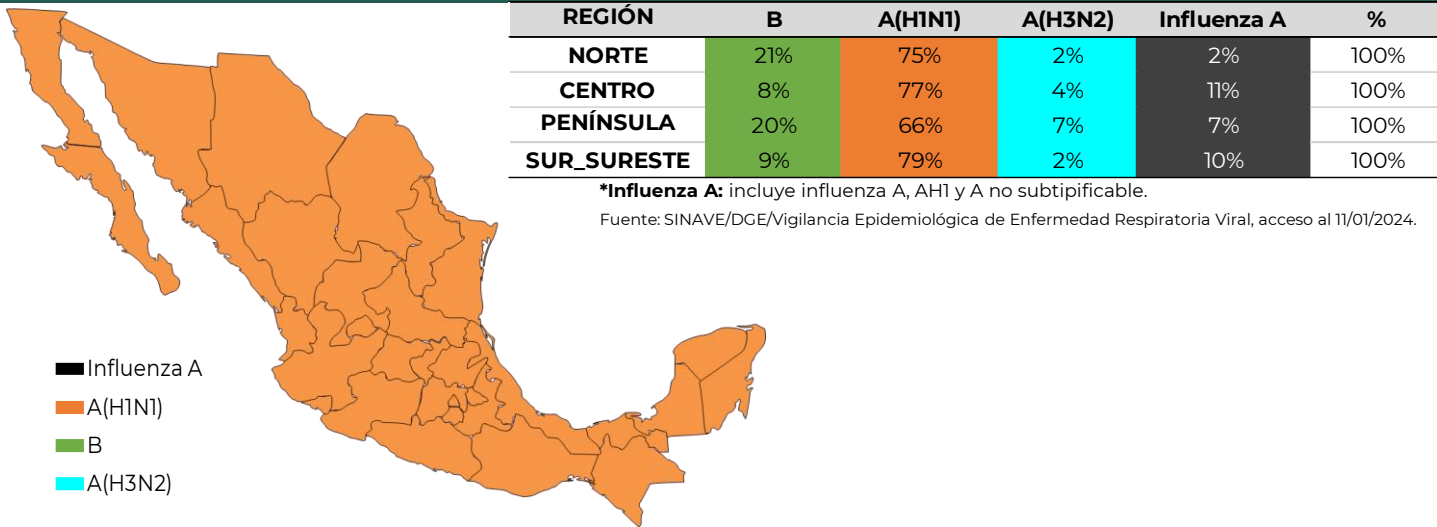 REGIÓN B A(H1N1) A(H3N2) Influenza A %
NORTE 21% 75% 2% 2% 100%
CENTRO 8% 77% 4% 11% 100%
PENÍNSULA 20% 66% 7% 7% 100%
SUR_SURESTE 9% 79% 2% 10% 100%
*Influenza A: incluye influenza A, AH1 y A no subtipificable.
Fuente: SINAVE/DGE/Vigilancia Epidemiológica de Enfermedad Respiratoria Viral, acceso al 11/01/2024.
Influenza A
A(H1N1)
B
A(H3N2)